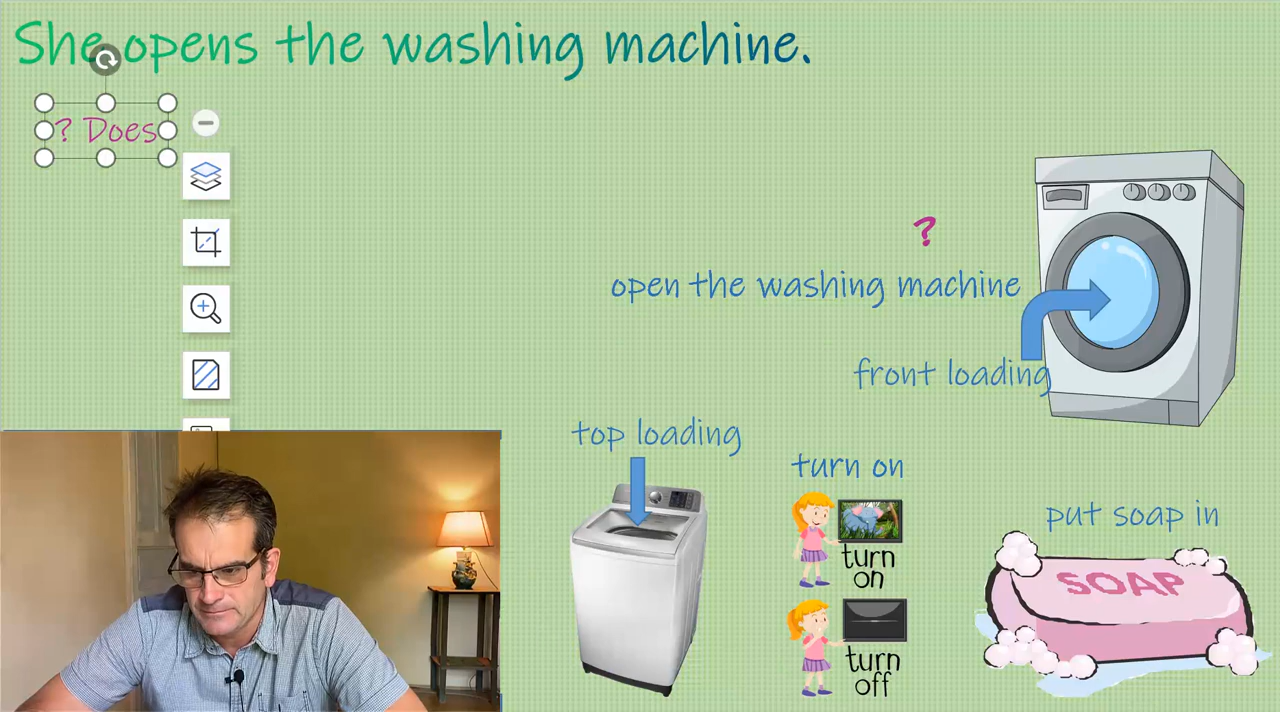 She opens the washing machine.
? Does
?
open the washing machine
front loading
top loading
turn on
turn
on
turn
off
put soap in
SOAP